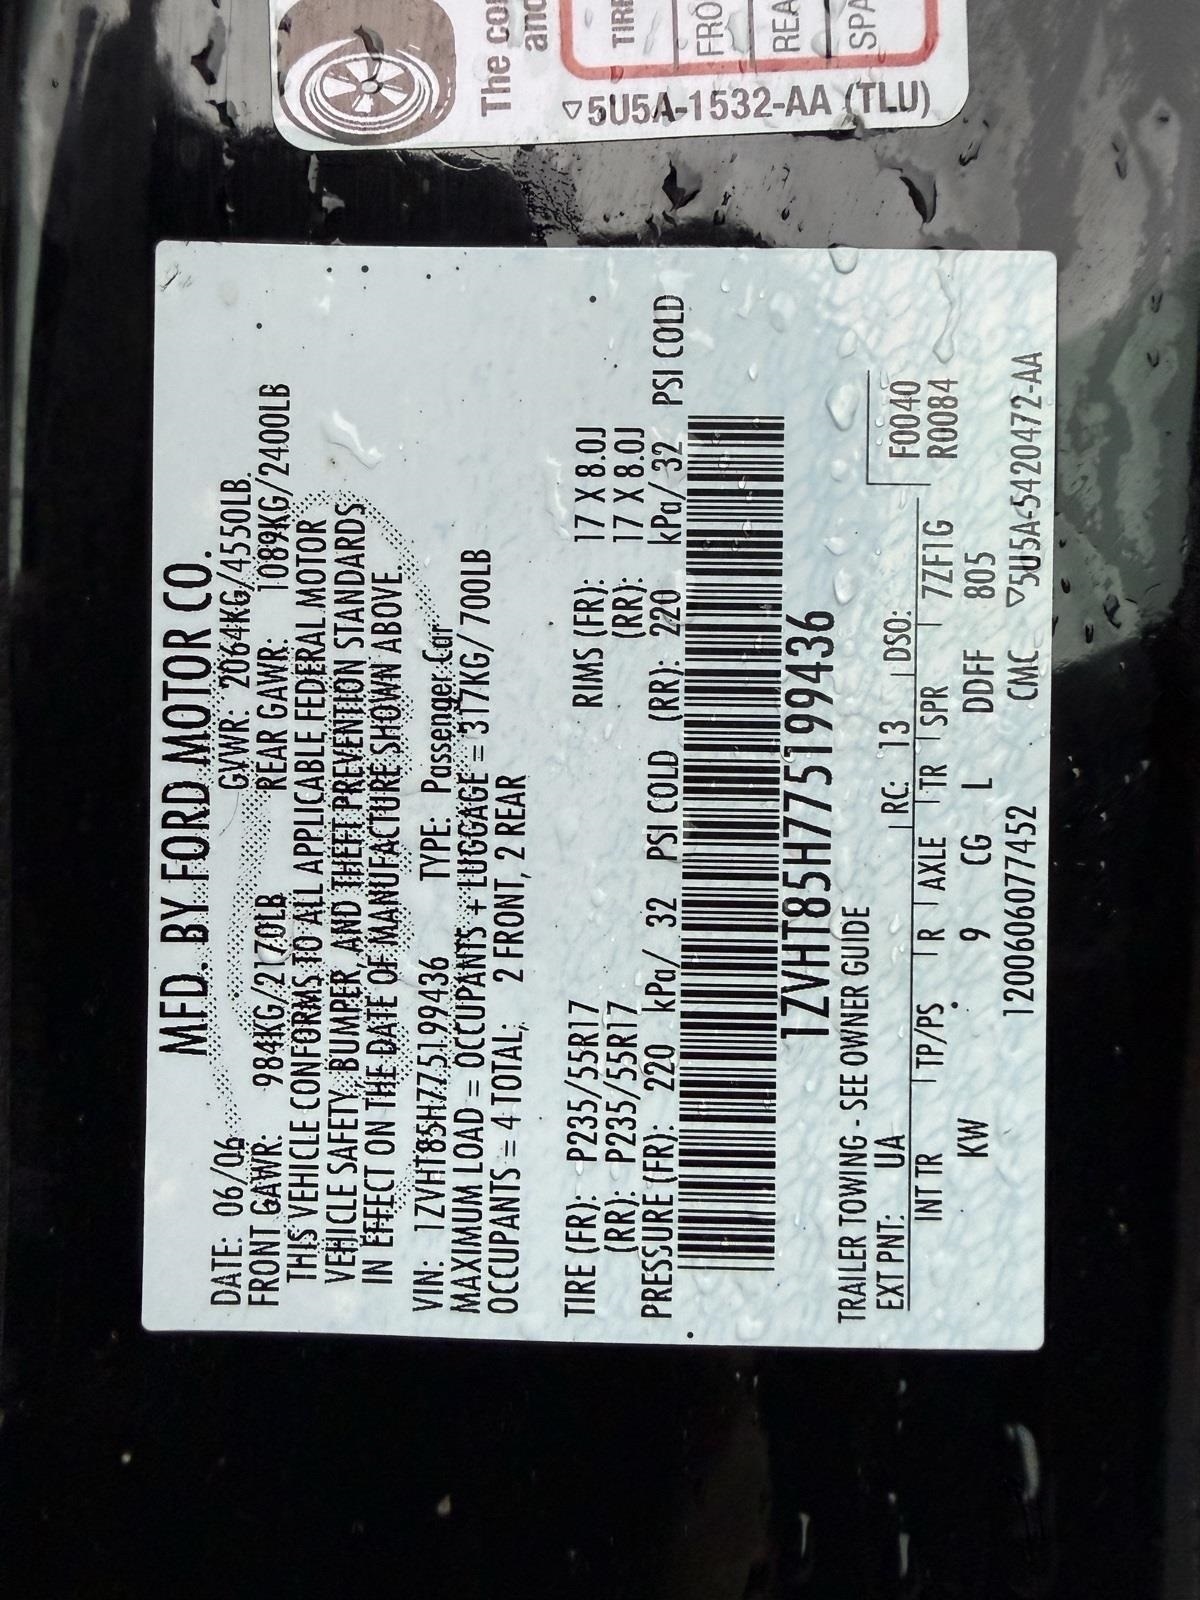 MFD. BY FORD MOTOR CO.
DATE: 06/06 GVWR: 2064KG/4550LB.
FRONT GAWR: 984KG/2170LB REAR GAWR: 1089KG/2400LB
THIS VEHICLE CONFORMS TO ALL APPLICABLE FEDERAL MOTOR
VEHICLE SAFETY, BUMPER, AND THEFT PREVENTION STANDARDS
IN EFFECT ON THE DATE OF MANUFACTURE SHOWN ABOVE.
VIN: 1ZVHT85H775199436 TYPE: Passenger Car
MAXIMUM LOAD = OCCUPANTS + LUGGAGE = 317KG/ 700LB
OCCUPANTS = 4 TOTAL; 2 FRONT, 2 REAR
TIRE (FR): P235/55R17 RIMS (FR): 17 X 8.0J
(RR): P235/55R17 (RR): 17 X 8.0J
PRESSURE (FR): 220 kPa/ 32 PSI COLD (RR): 220 kPa/ 32 PSI COLD
1ZVHT85H775199436
TRAILER TOWING - SEE OWNER GUIDE
EXT PNT: UA RC: 13 DSO: F0040
R0084
INT TR TP/PS R AXLE TR SPR 7ZF1G
KW 9 CG L DDFF 805
1200606077452 CMC ▽5U5A-5420472-AA
The co
and
TIRE
FRO
REA
SPA
▽5U5A-1532-AA (TLU)